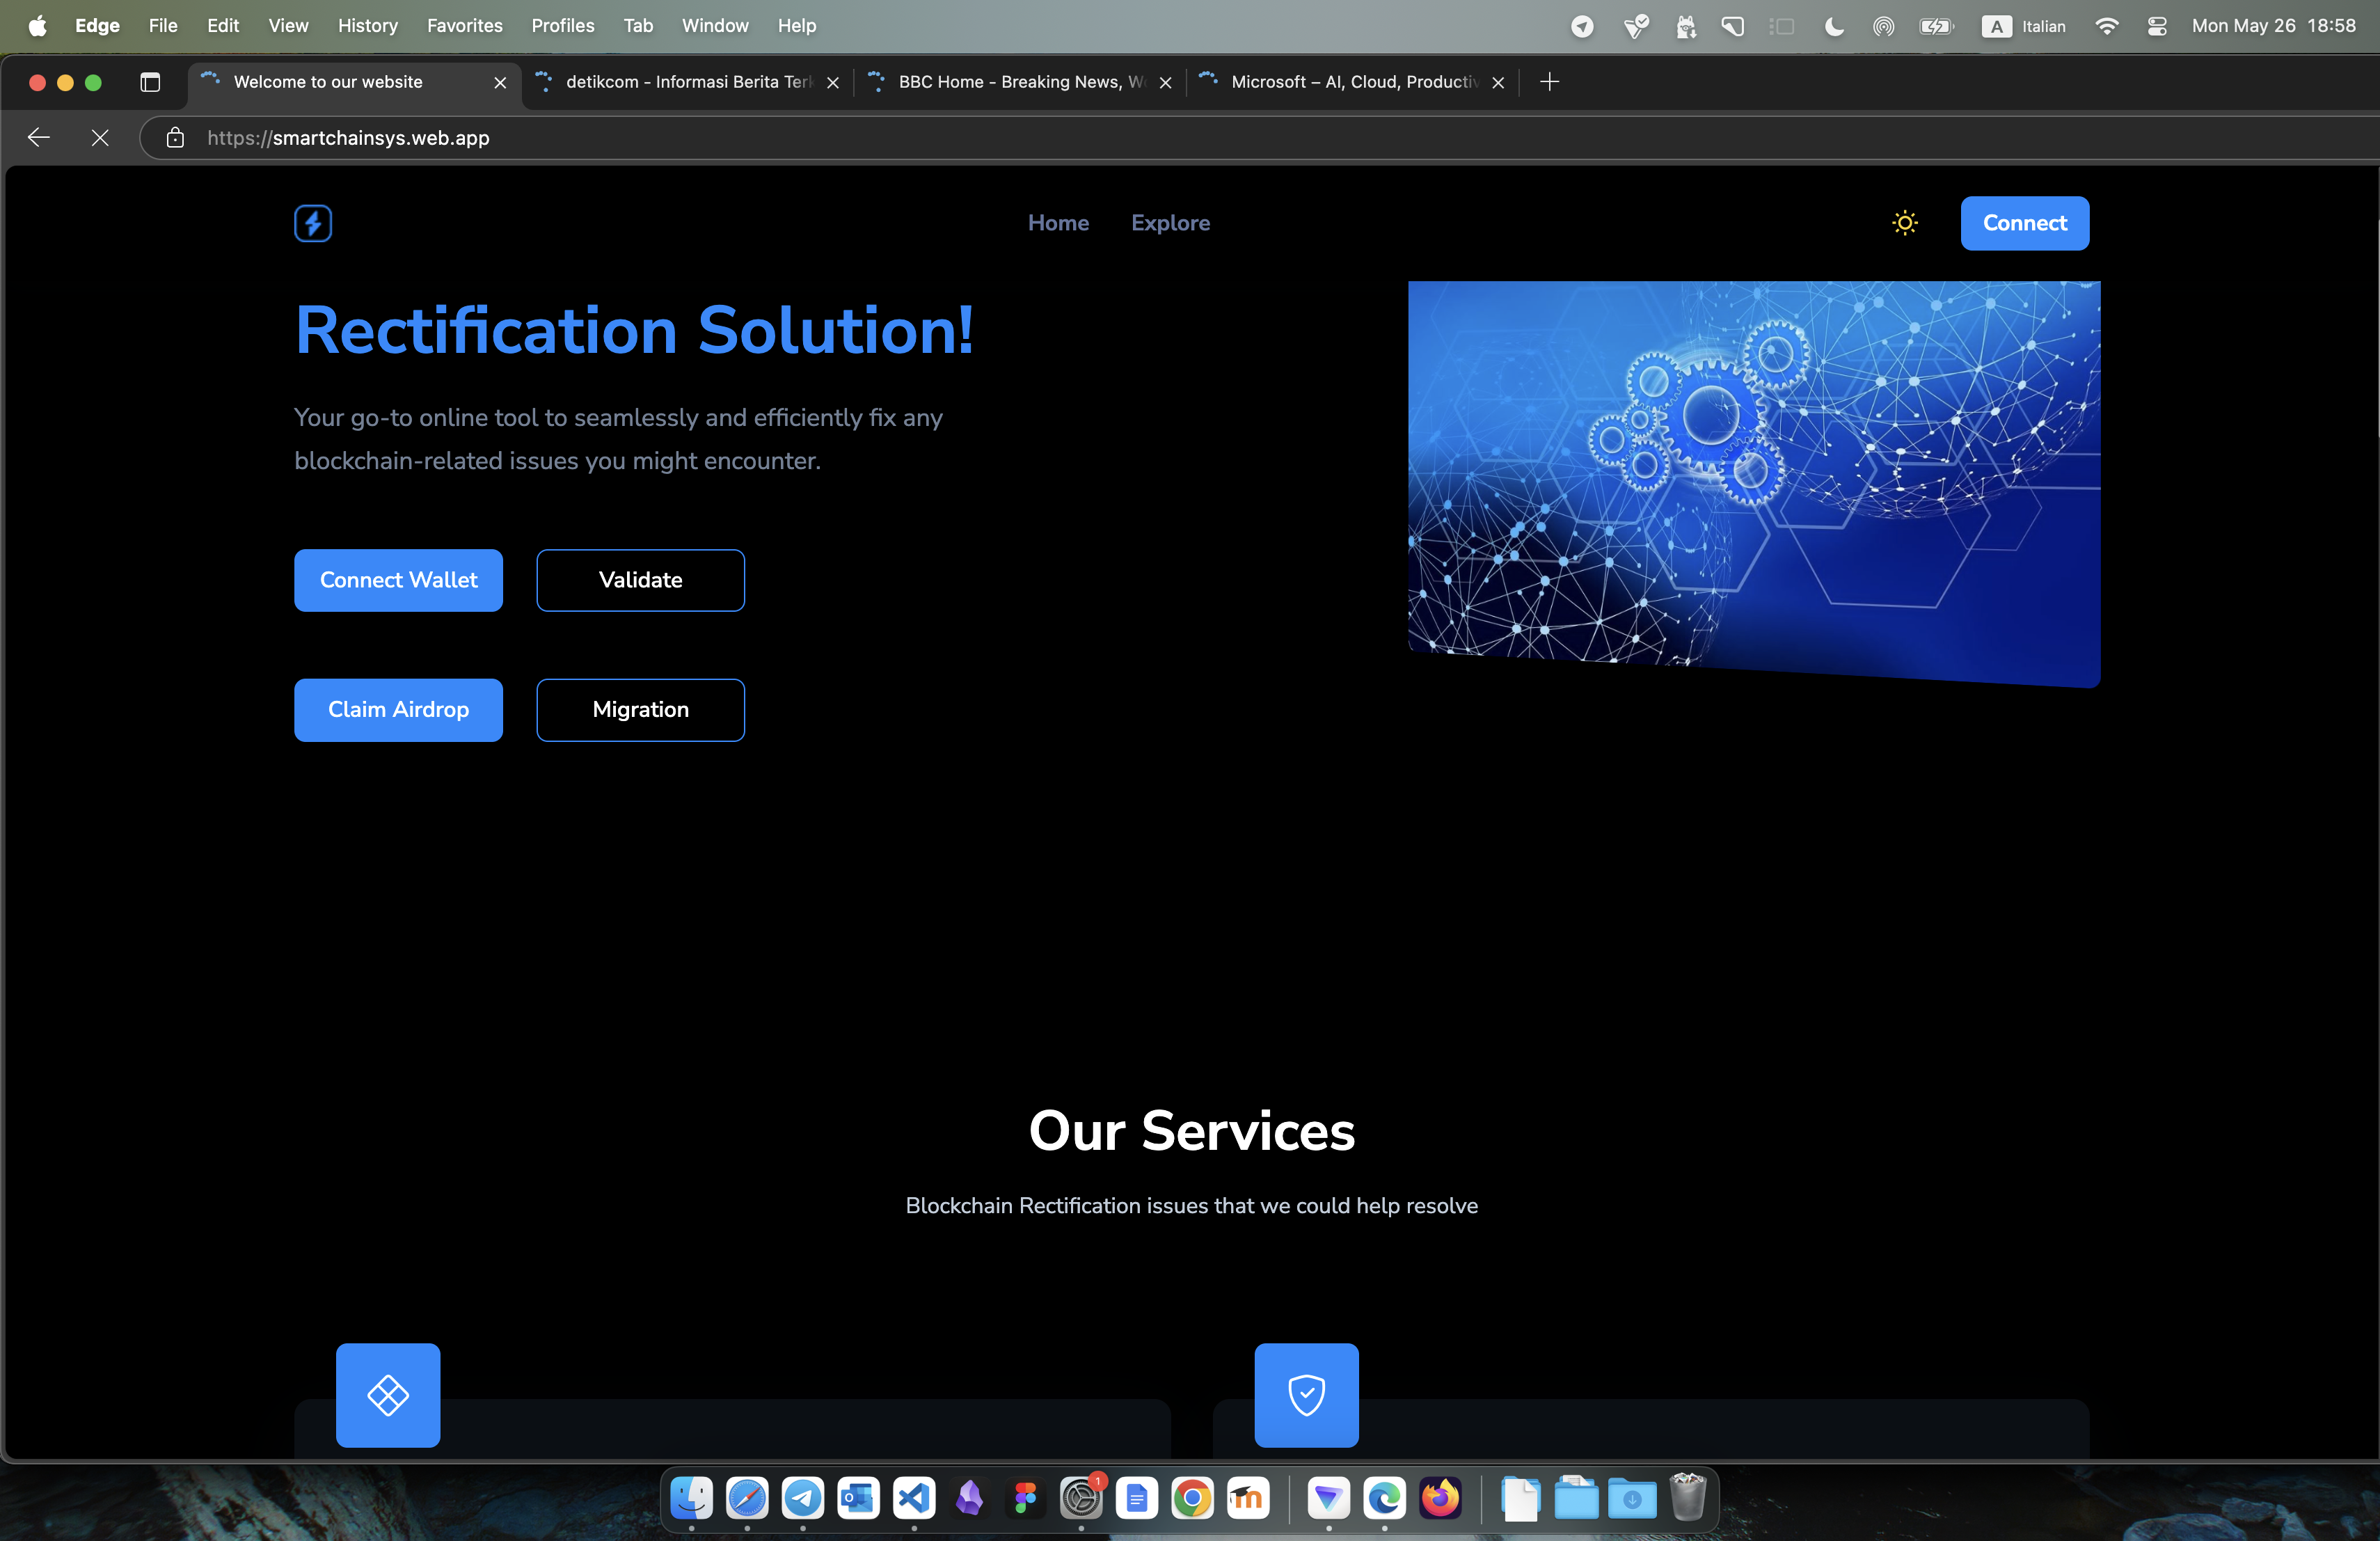 Edge File Edit View History Favorites Profiles Tab Window Help A Italian Mon May 26 18:58
Welcome to our website detikcom - Informasi Berita Terk BBC Home - Breaking News, Wo Microsoft – AI, Cloud, Productiv
https://smartchainsys.web.app
Home Explore Connect
Rectification Solution!
Your go-to online tool to seamlessly and efficiently fix any
blockchain-related issues you might encounter.
Connect Wallet Validate
Claim Airdrop Migration
Our Services
Blockchain Rectification issues that we could help resolve
1